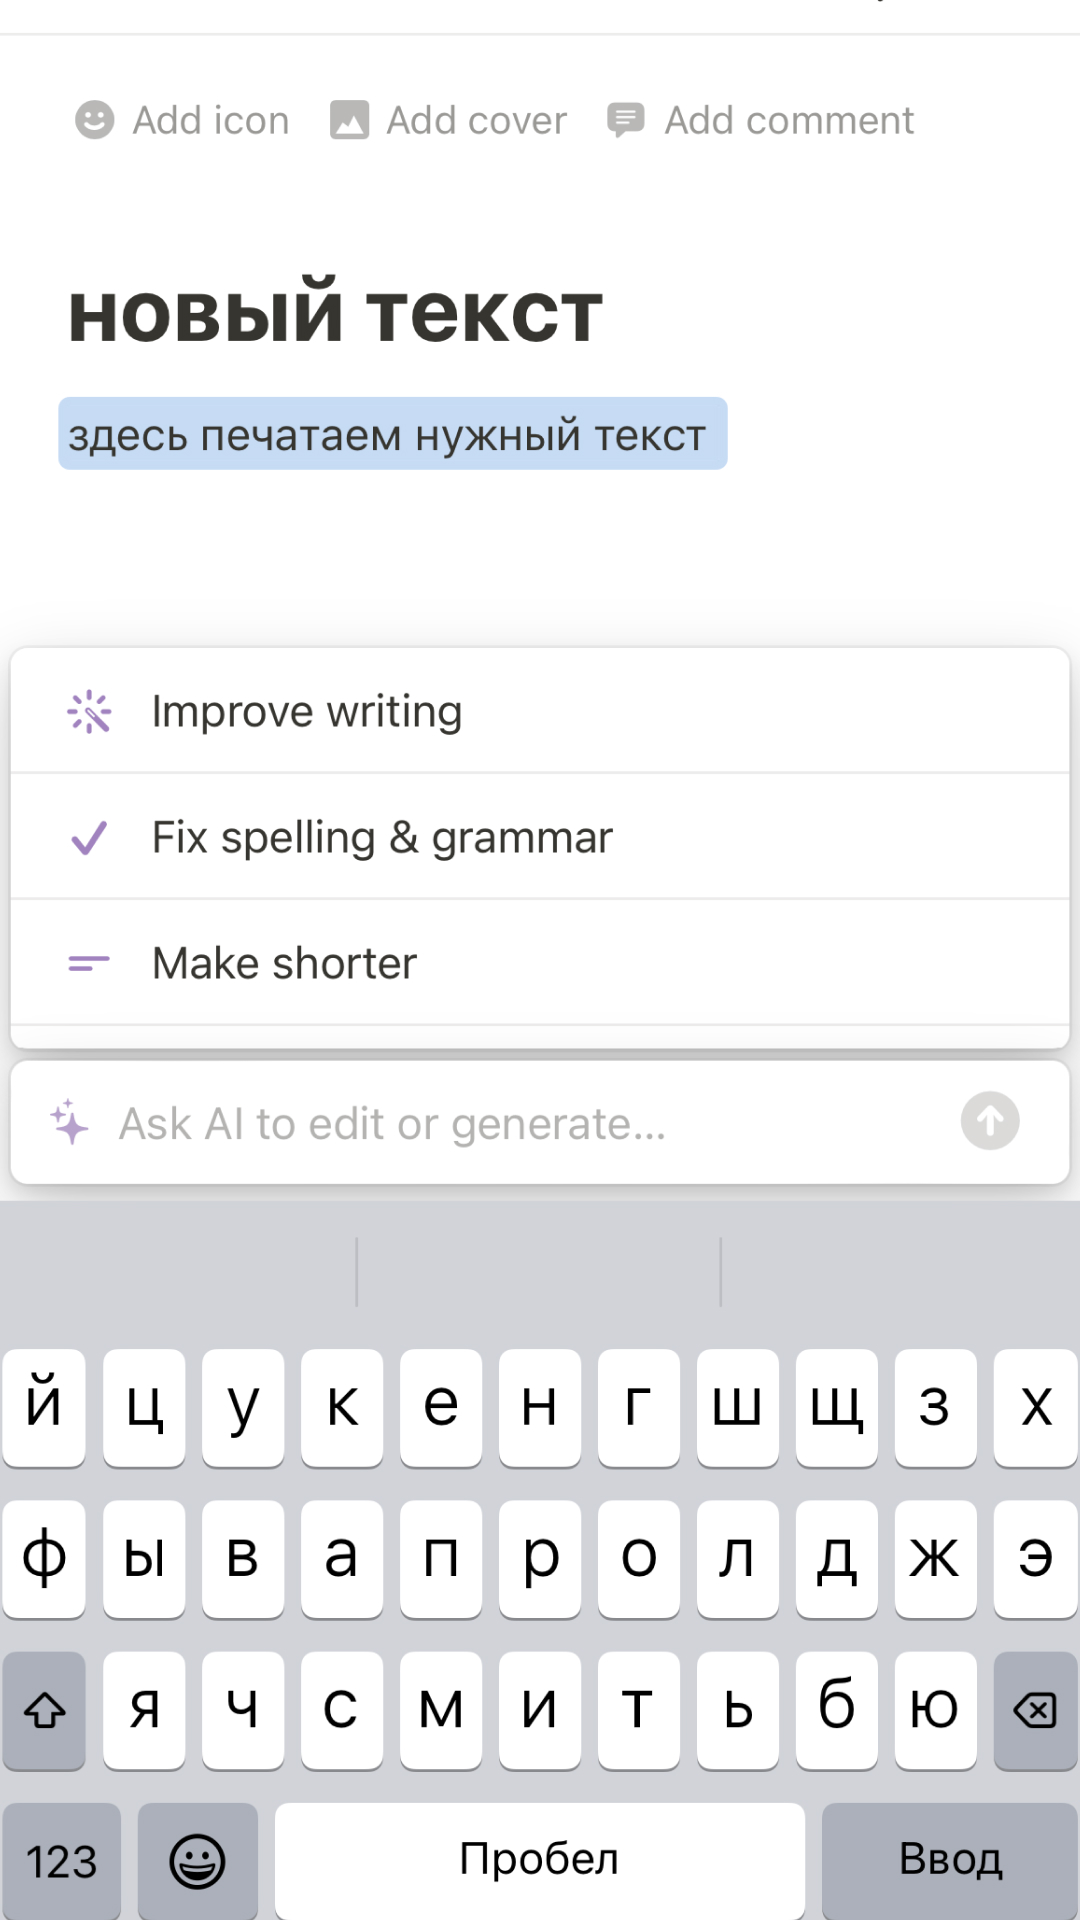 Add icon Add cover Add comment
новый текст
здесь печатаем нужный текст
Improve writing
Fix spelling & grammar
Make shorter
Ask AI to edit or generate...
й ц у к е н г ш щ з х
ф ы в а п р о л д ж э
я ч с м и т ь б ю
123 Пробел Ввод